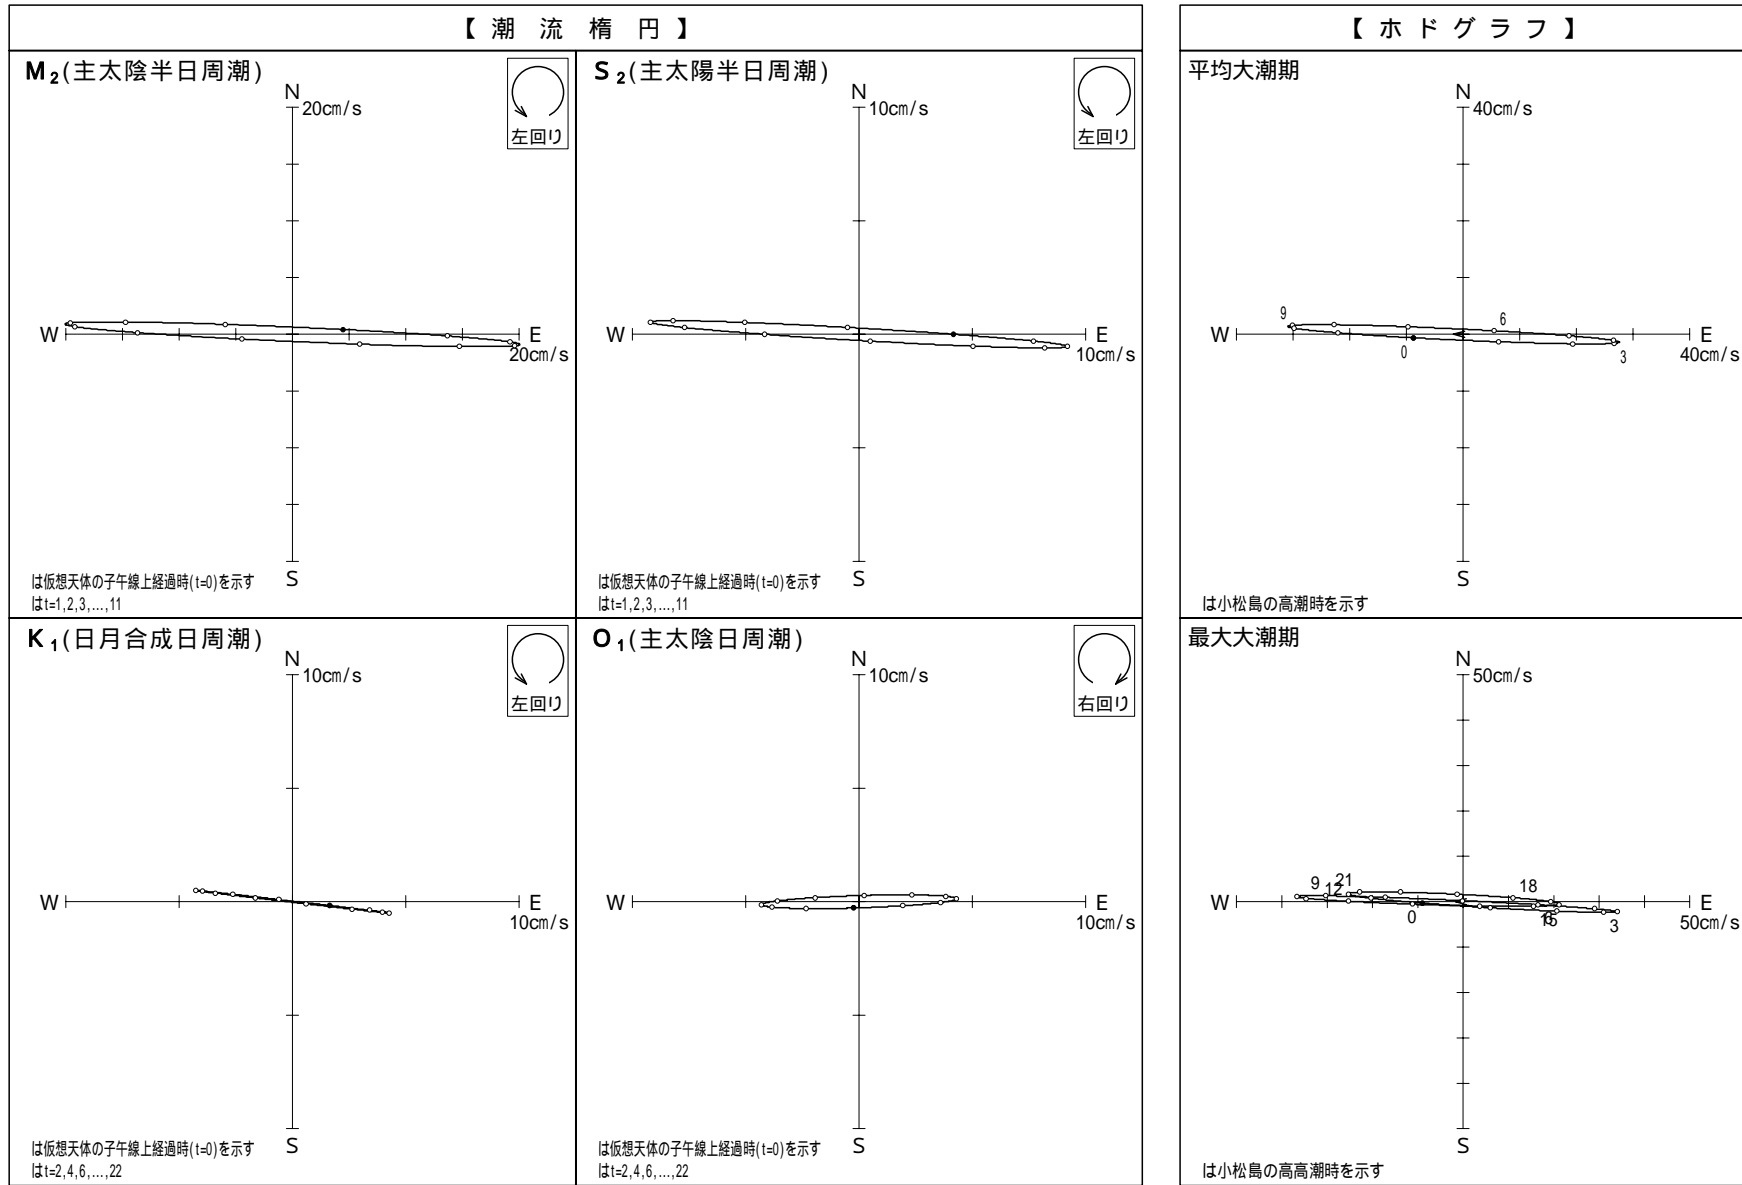 【 潮 流 楕 円 】
M₂(主太陰半日周潮)
左回り
N
20cm/s
W
E
20cm/s
S
は仮想天体の子午線上経過時(t=0)を示す
はt=1,2,3,...,11
S₂(主太陽半日周潮)
左回り
N
10cm/s
W
E
10cm/s
S
は仮想天体の子午線上経過時(t=0)を示す
はt=1,2,3,...,11
K₁(日月合成日周潮)
左回り
N
10cm/s
W
E
10cm/s
S
は仮想天体の子午線上経過時(t=0)を示す
はt=2,4,6,...,22
O₁(主太陰日周潮)
右回り
N
10cm/s
W
E
10cm/s
S
は仮想天体の子午線上経過時(t=0)を示す
はt=2,4,6,...,22
【 ホ ド グ ラ フ 】
平均大潮期
N
40cm/s
9
6
W
E
0
3
40cm/s
S
は小松島の高潮時を示す
最大大潮期
N
50cm/s
9
12
21
18
W
E
0
15
6
3
50cm/s
S
は小松島の高高潮時を示す